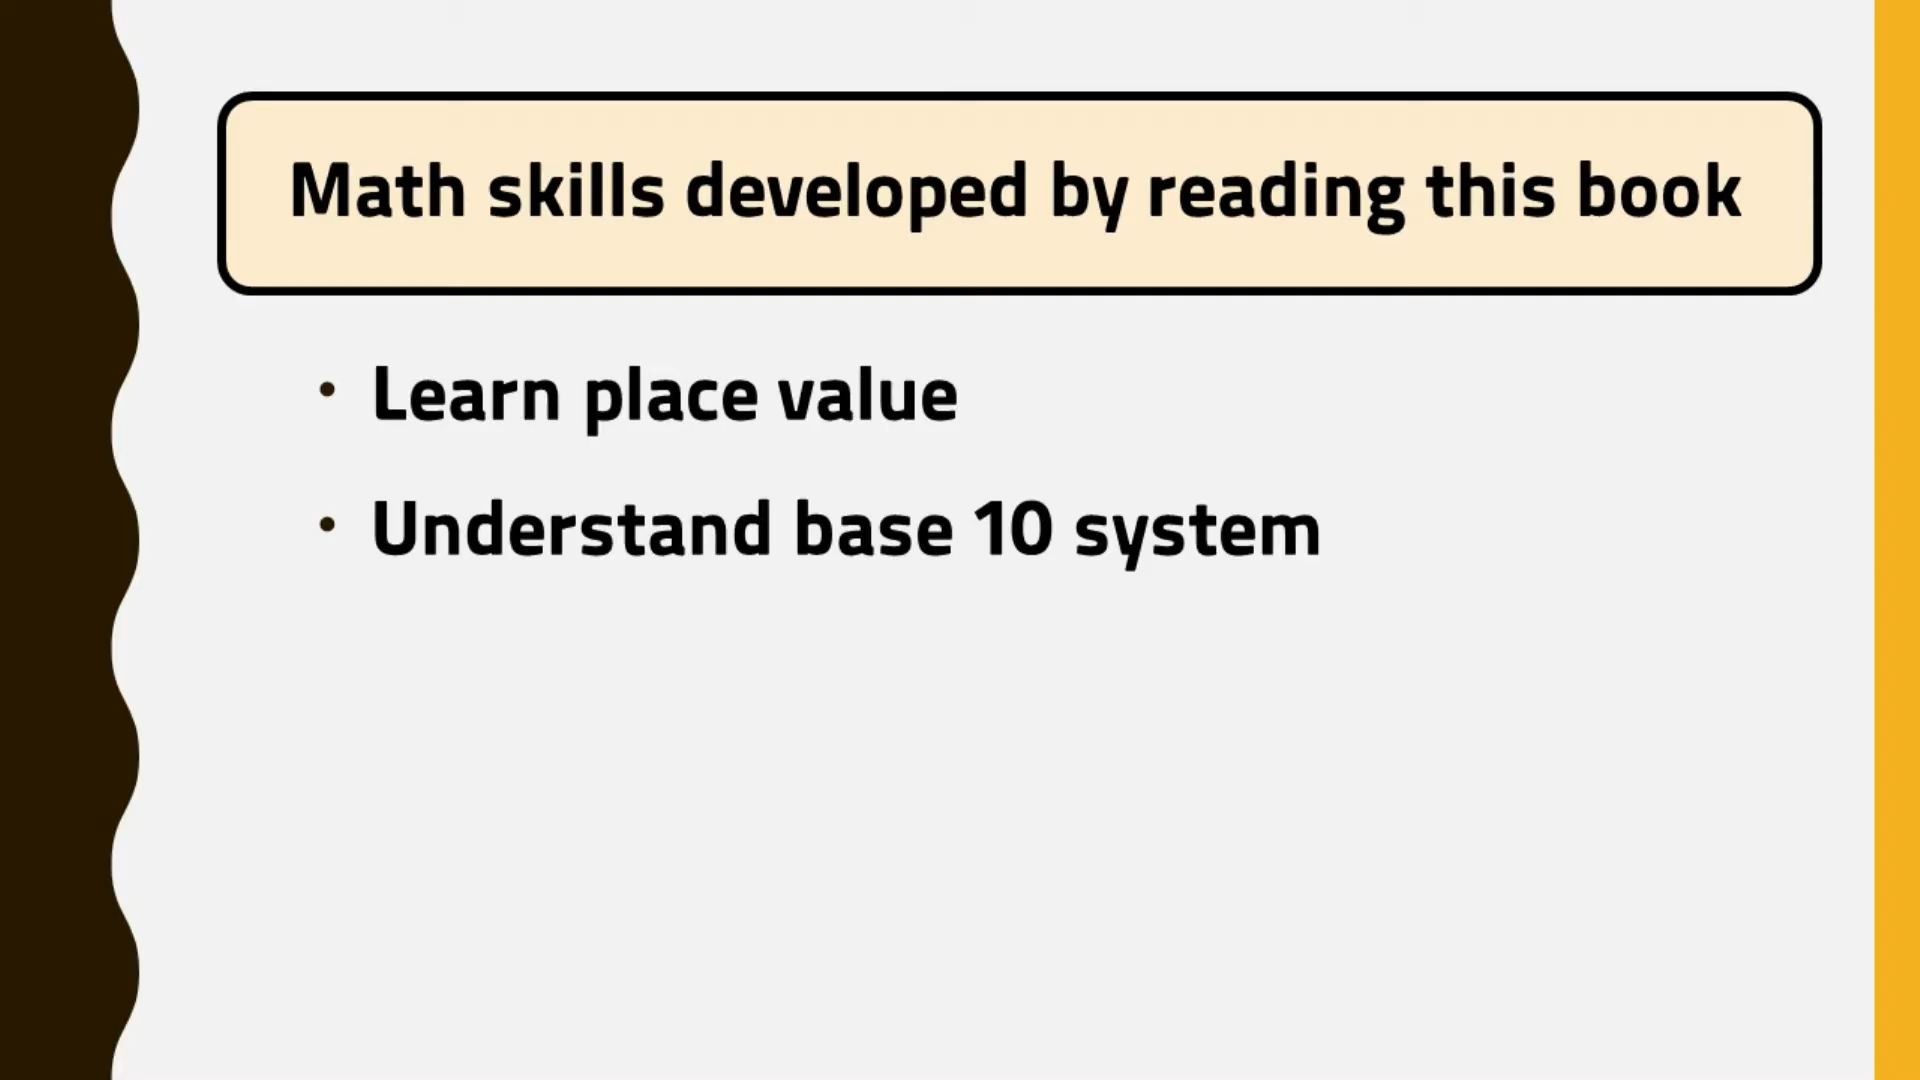 Math skills developed by reading this book
• Learn place value
• Understand base 10 system